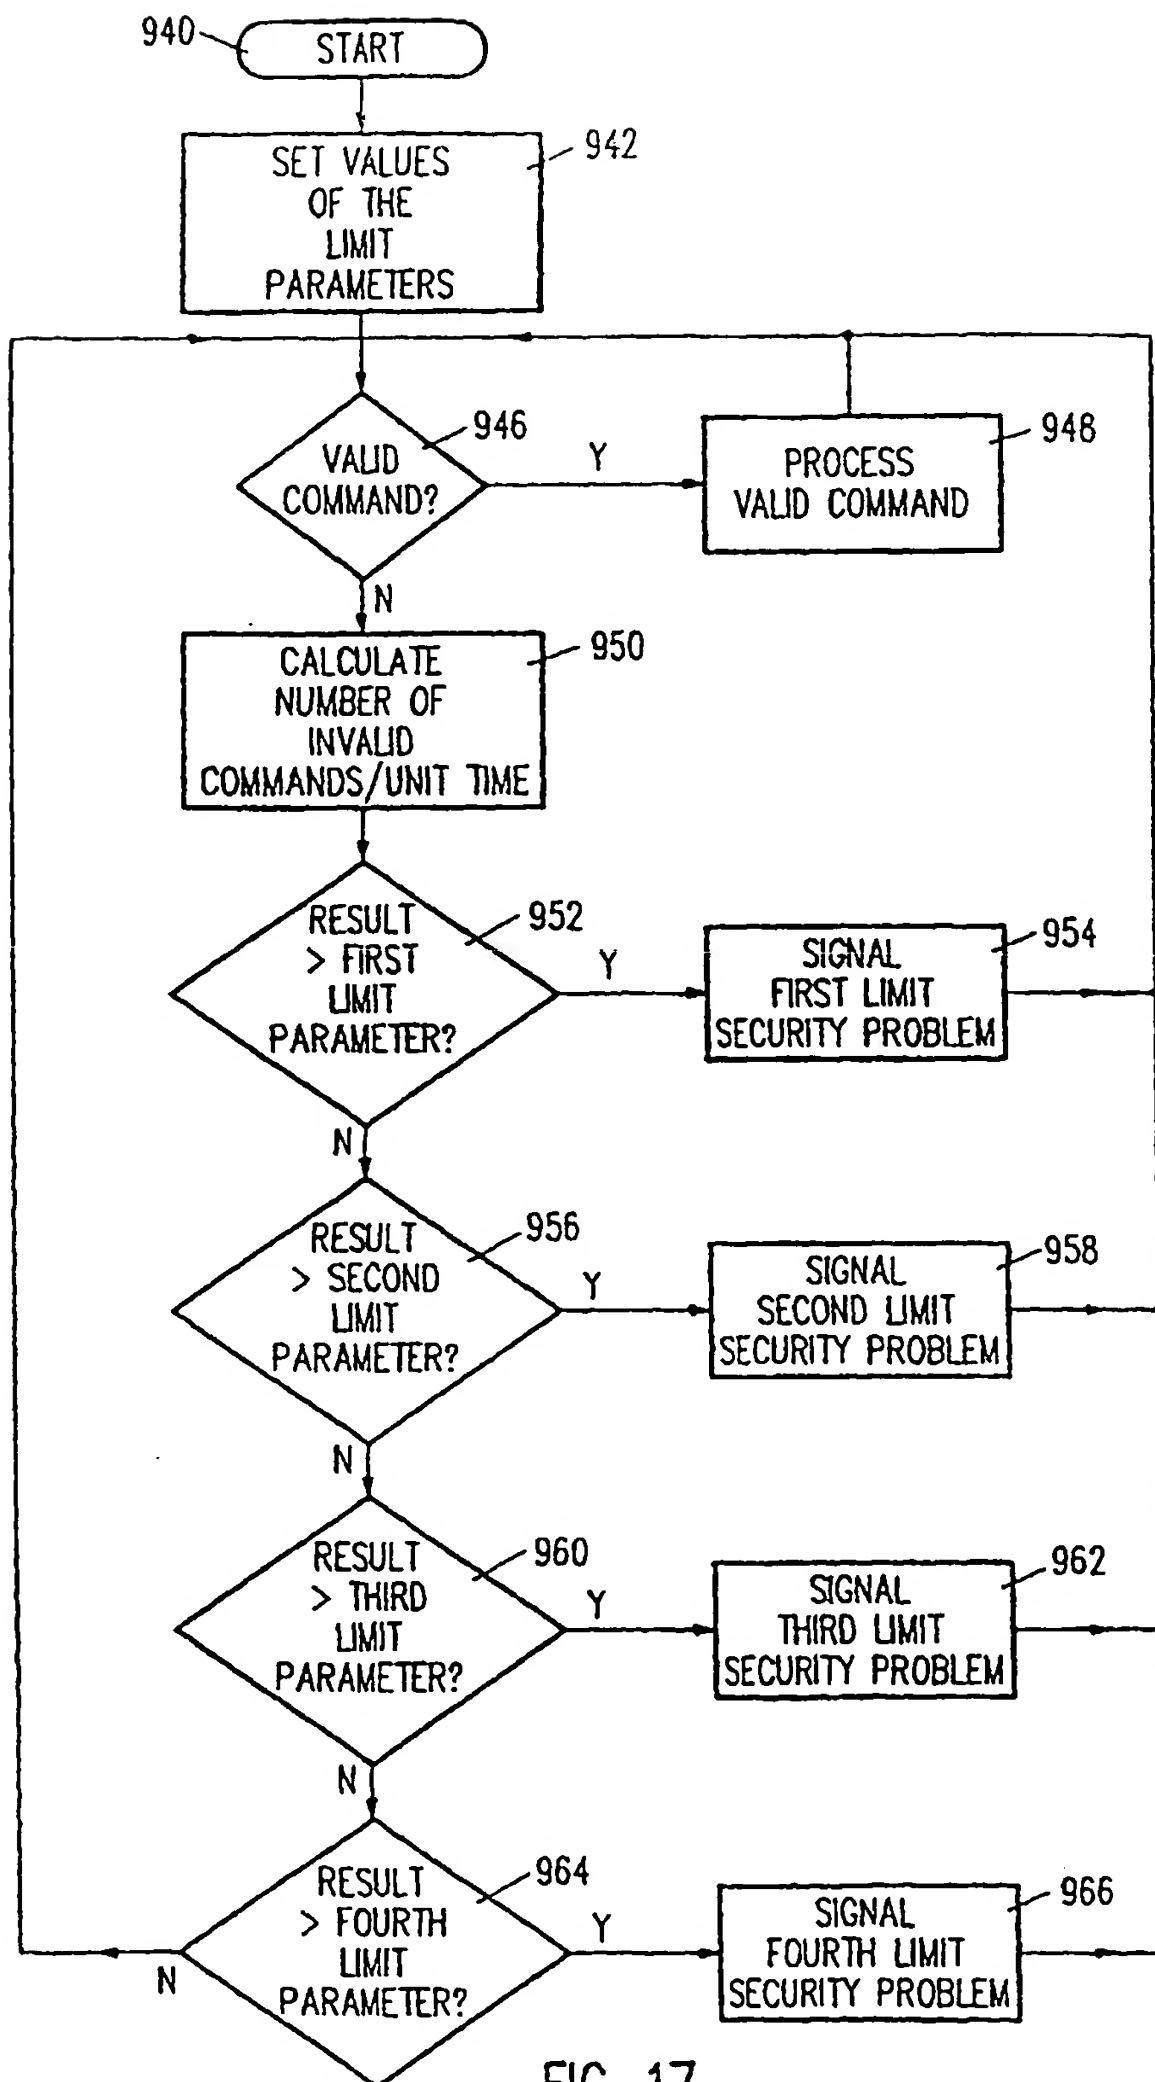 940
START
942
SET VALUES
OF THE
LIMIT
PARAMETERS
946
VALID
COMMAND?
Y
948
PROCESS
VALID COMMAND
N
950
CALCULATE
NUMBER OF
INVALID
COMMANDS/UNIT TIME
952
RESULT
> FIRST
LIMIT
PARAMETER?
Y
954
SIGNAL
FIRST LIMIT
SECURITY PROBLEM
N
956
RESULT
> SECOND
LIMIT
PARAMETER?
Y
958
SIGNAL
SECOND LIMIT
SECURITY PROBLEM
N
960
RESULT
> THIRD
LIMIT
PARAMETER?
Y
962
SIGNAL
THIRD LIMIT
SECURITY PROBLEM
N
964
RESULT
> FOURTH
LIMIT
PARAMETER?
Y
966
SIGNAL
FOURTH LIMIT
SECURITY PROBLEM
N
FIG. 17